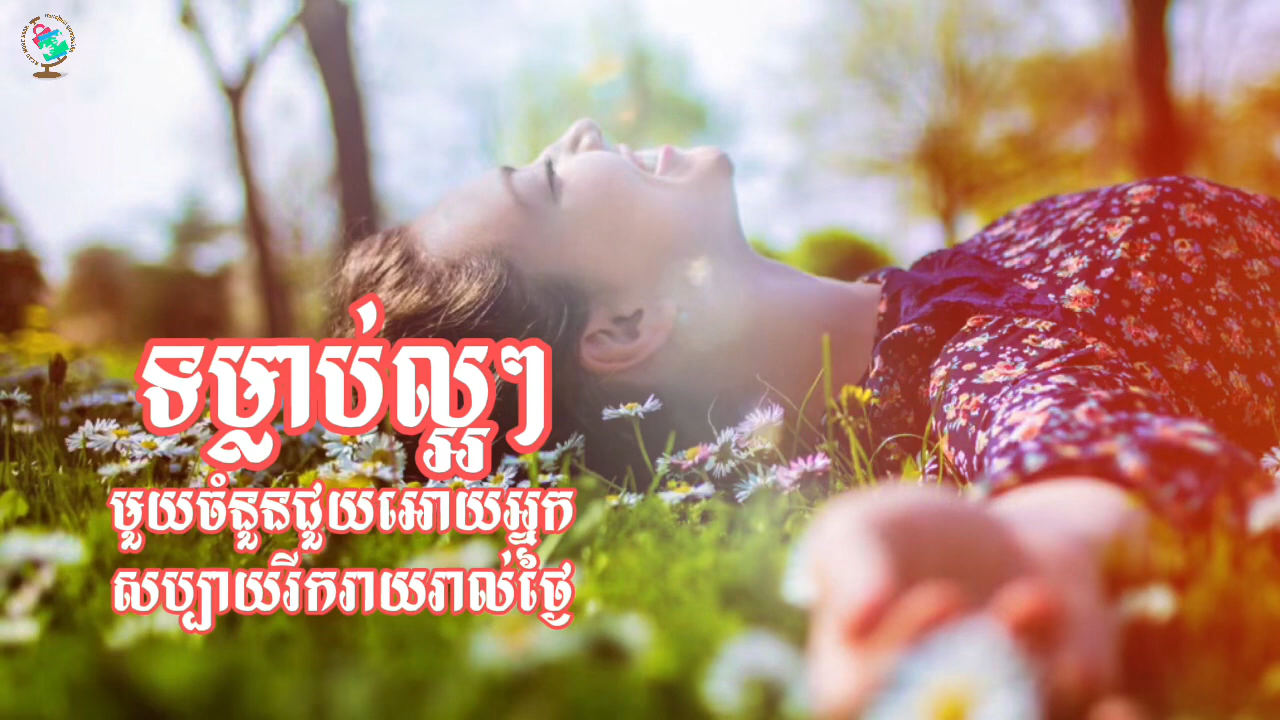 ទម្លាប់ល្អៗ
មួយចំនួនជួយអោយអ្នក
សប្បាយរីករាយរាល់ថ្ងៃ